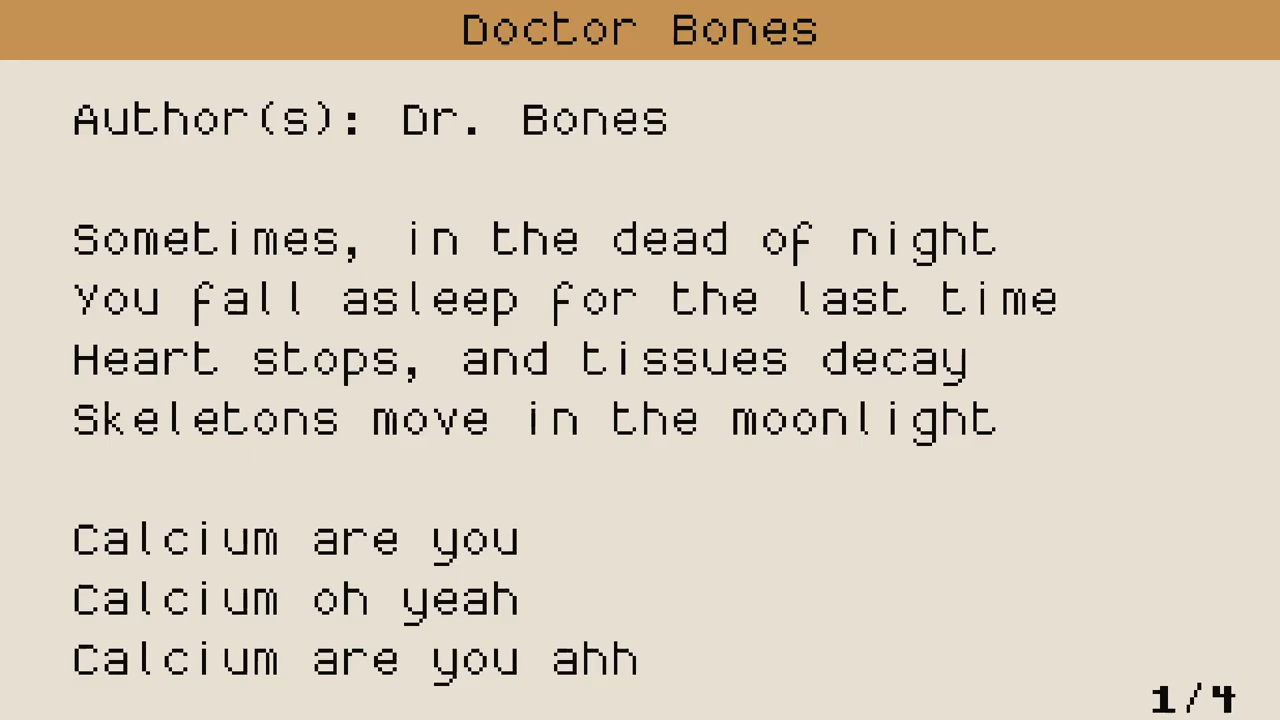 Doctor Bones
Author(s): Dr. Bones
Sometimes, in the dead of night
You fall asleep for the last time
Heart stops, and tissues decay
Skeletons move in the moonlight
Calcium are you
Calcium oh yeah
Calcium are you ahh
1/4